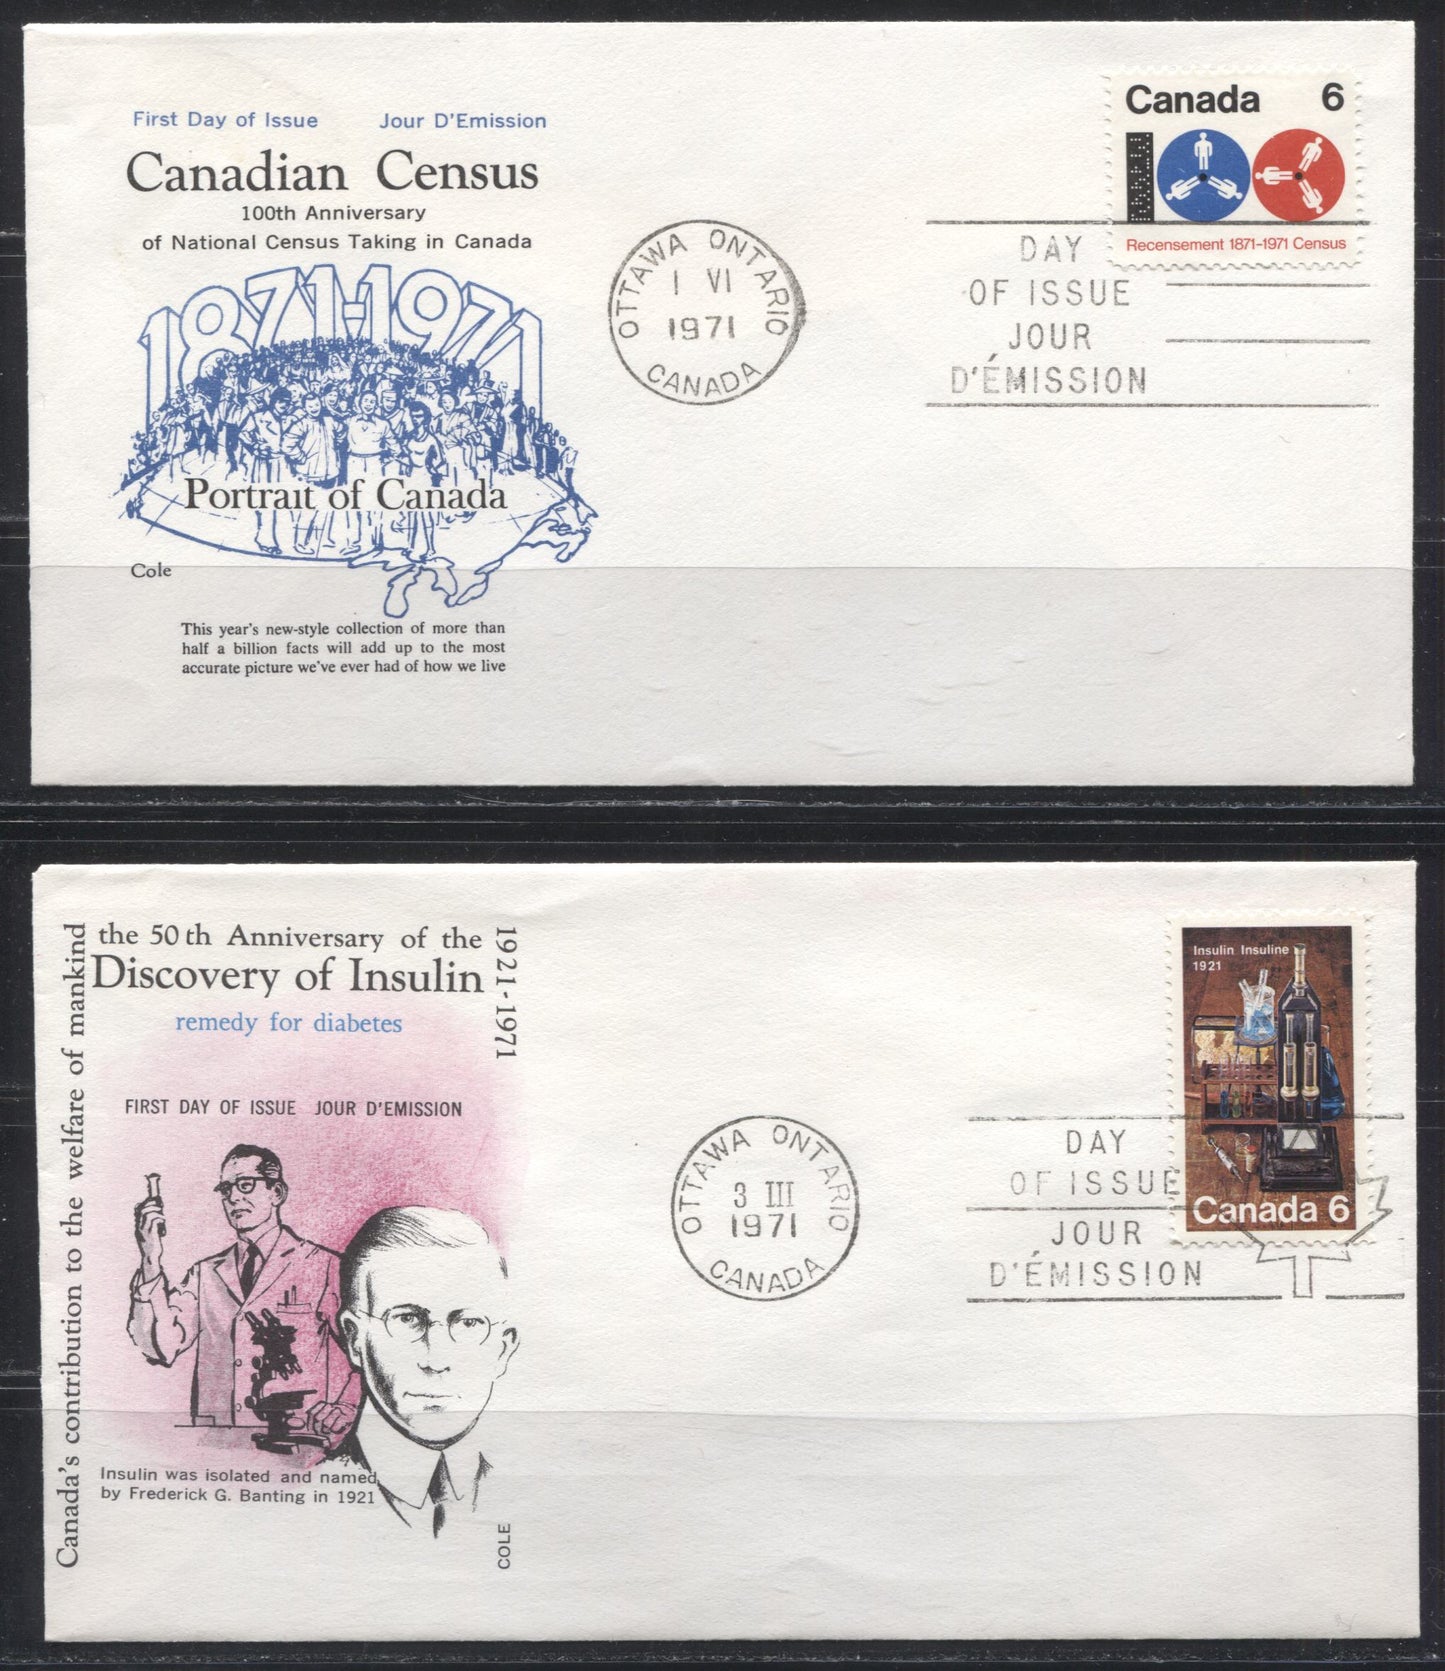 First Day of Issue Jour D'Emission
Canadian Census
100th Anniversary
of National Census Taking in Canada
1871-1971
Portrait of Canada
Cole
This year's new-style collection of more than
half a billion facts will add up to the most
accurate picture we've ever had of how we live
OTTAWA ONTARIO
1 VI
1971
CANADA
DAY
OF ISSUE
JOUR
D'ÉMISSION
Canada 6
Recensement 1871-1971 Census
Canada's contribution to the welfare of mankind
the 50th Anniversary of the
Discovery of Insulin
1921-1971
remedy for diabetes
FIRST DAY OF ISSUE JOUR D'EMISSION
Insulin was isolated and named
by Frederick G. Banting in 1921
COLE
OTTAWA ONTARIO
3 III
1971
CANADA
DAY
OF ISSUE
JOUR
D'ÉMISSION
Insulin Insuline
1921
Canada 6